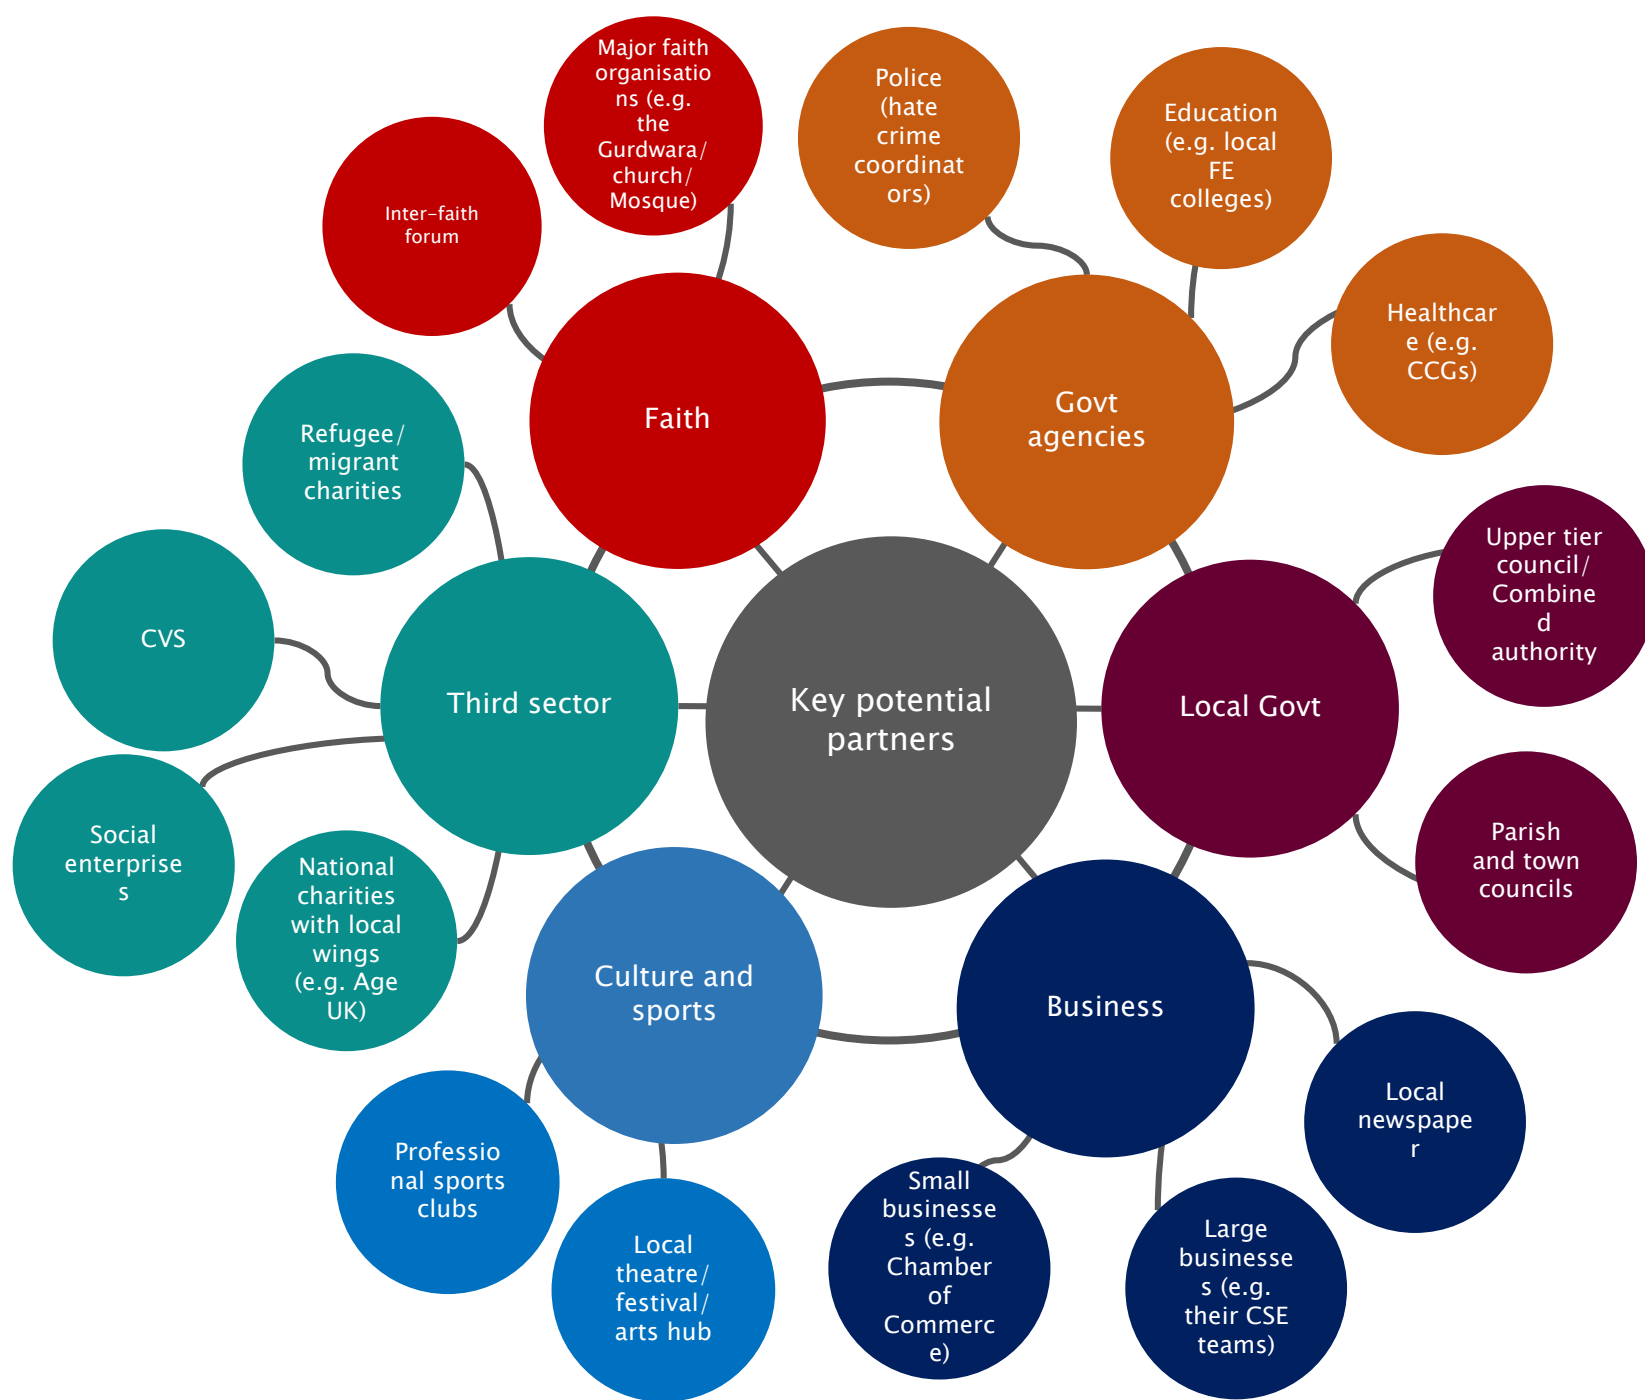 Major faith
organisatio
ns (e.g.
the
Gurdwara/
church/
Mosque)
Inter-faith
forum
Faith
Police
(hate
crime
coordinat
ors)
Education
(e.g. local
FE
colleges)
Healthcar
e (e.g.
CCGs)
Govt
agencies
Refugee/
migrant
charities
CVS
Social
enterprise
s
National
charities
with local
wings
(e.g. Age
UK)
Third sector
Key potential
partners
Local Govt
Upper tier
council/
Combine
d
authority
Parish
and town
councils
Culture and
sports
Professio
nal sports
clubs
Local
theatre/
festival/
arts hub
Business
Local
newspape
r
Small
businesse
s (e.g.
Chamber
of
Commerc
e)
Large
businesse
s (e.g.
their CSE
teams)